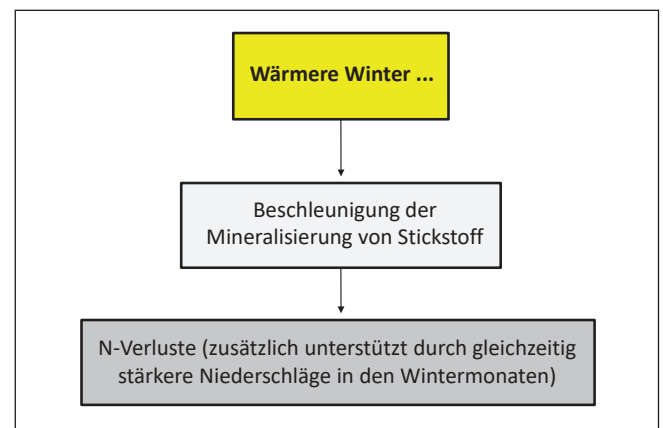 Wärmere Winter ...
Beschleunigung der
Mineralisierung von Stickstoff
N-Verluste (zusätzlich unterstützt durch gleichzeitig
stärkere Niederschläge in den Wintermonaten)